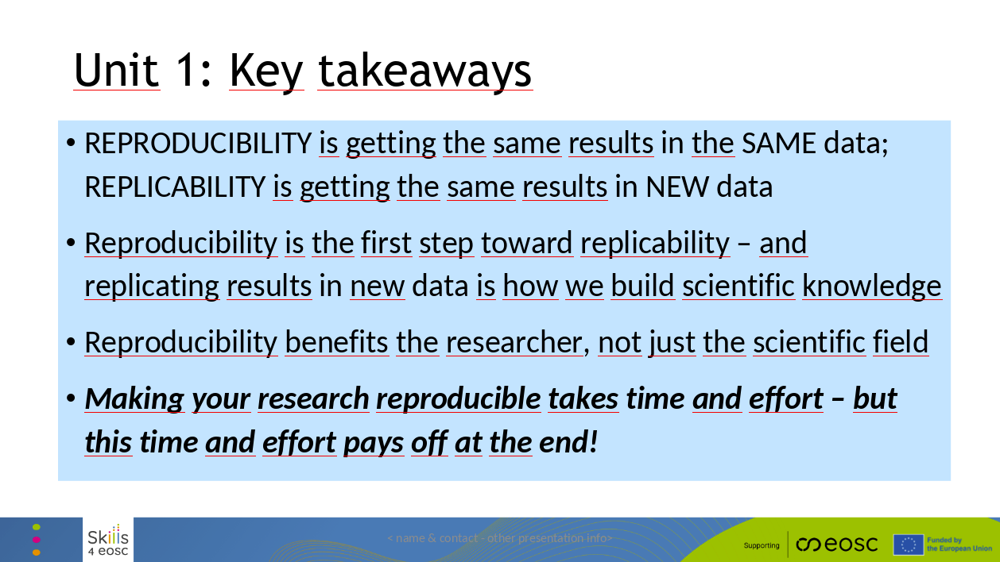 Unit 1: Key takeaways
• REPRODUCIBILITY is getting the same results in the SAME data;
REPLICABILITY is getting the same results in NEW data
• Reproducibility is the first step toward replicability – and
replicating results in new data is how we build scientific knowledge
• Reproducibility benefits the researcher, not just the scientific field
• Making your research reproducible takes time and effort – but
this time and effort pays off at the end!
Skills
4 eosc
< name & contact - other presentation info>
Supporting
eosc
Funded by
the European Union